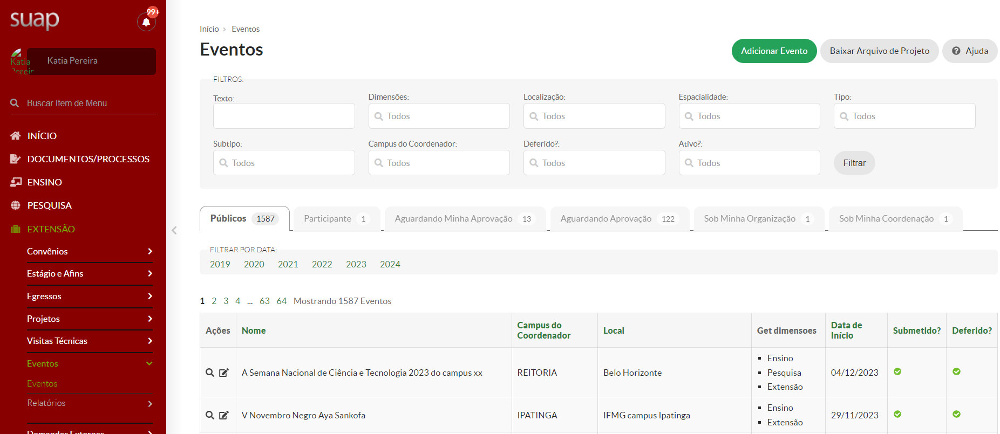 suap
99+
Katia Pereira
Katia
Pereir
Buscar Item de Menu
INÍCIO
DOCUMENTOS/PROCESSOS
ENSINO
PESQUISA
EXTENSÃO
Convênios
Estágio e Afins
Egressos
Projetos
Visitas Técnicas
Eventos
Eventos
Relatórios
Demandas Externas
Início > Eventos
Eventos
Adicionar Evento Baixar Arquivo de Projeto Ajuda
FILTROS:
Texto: Dimensões: Localização: Espacialidade: Tipo:
Todos Todos Todos Todos
Subtipo: Campus do Coordenador: Deferido?: Ativo?:
Todos Todos Todos Todos Filtrar
Públicos 1587 Participante 1 Aguardando Minha Aprovação 13 Aguardando Aprovação 122 Sob Minha Organização 1 Sob Minha Coordenação 1
FILTRAR POR DATA:
2019 2020 2021 2022 2023 2024
1 2 3 4 ... 63 64 Mostrando 1587 Eventos
Ações Nome Campus do Coordenador Local Get dimensoes Data de Início Submetido? Deferido?
A Semana Nacional de Ciência e Tecnologia 2023 do campus xx REITORIA Belo Horizonte Ensino Pesquisa Extensão 04/12/2023
V Novembro Negro Aya Sankofa IPATINGA IFMG campus Ipatinga Ensino Extensão 29/11/2023